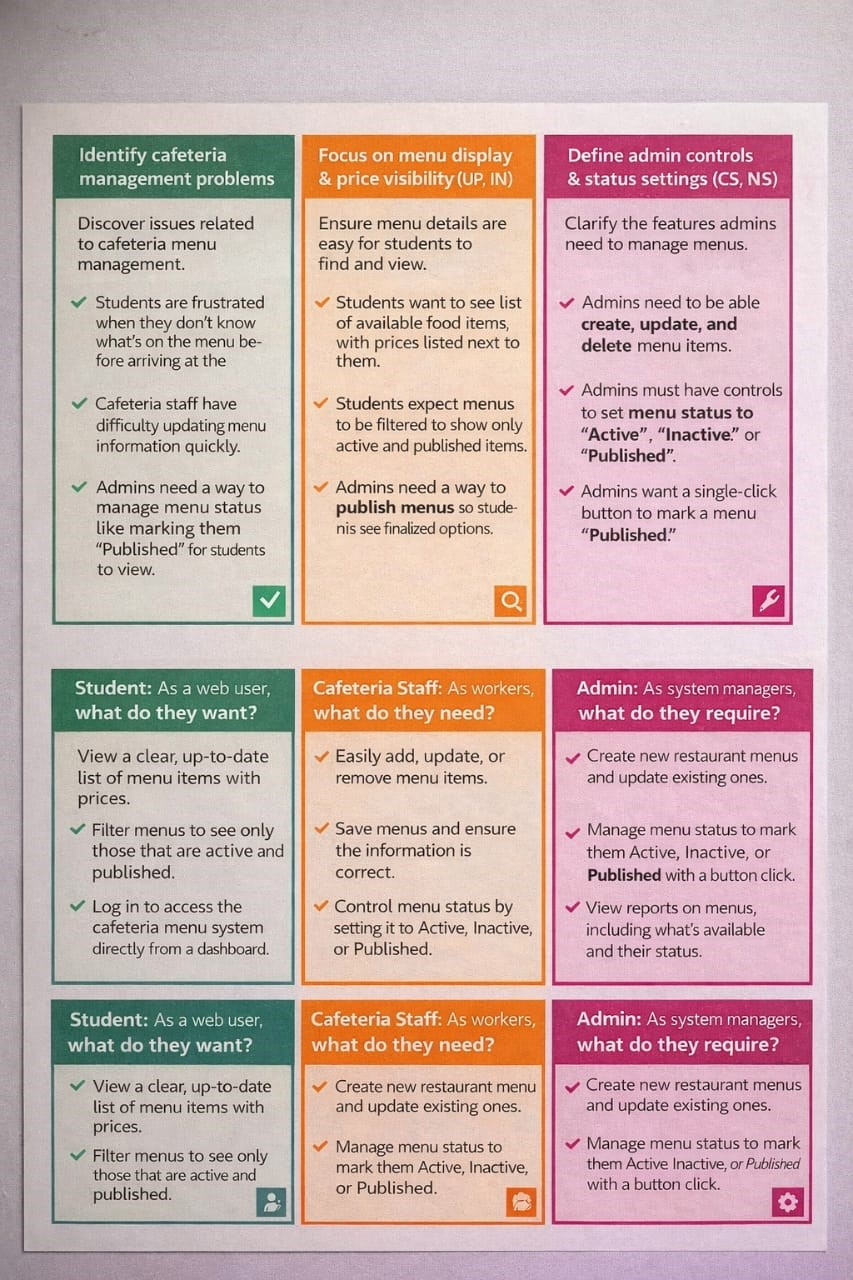 Identify cafeteria
management problems
Discover issues related
to cafeteria menu
management.
Students are frustrated
when they don't know
what's on the menu be-
fore arriving at the
Cafeteria staff have
difficulty updating menu
information quickly.
Admins need a way to
manage menu status
like marking them
“Published” for students
to view.
Focus on menu display
& price visibility (UP, IN)
Ensure menu details are
easy for students to
find and view.
Students want to see list
of available food items,
with prices listed next to
them.
Students expect menus
to be filtered to show only
active and published items.
Admins need a way to
publish menus so stude-
nis see finalized options.
Define admin controls
& status settings (CS, NS)
Clarify the features admins
need to manage menus.
Admins need to be able
create, update, and
delete menu items.
Admins must have controls
to set menu status to
“Active”, “Inactive.” or
“Published”.
Admins want a single-click
button to mark a menu
“Published.”
Student: As a web user,
what do they want?
View a clear, up-to-date
list of menu items with
prices.
Filter menus to see only
those that are active and
published.
Log in to access the
cafeteria menu system
directly from a dashboard.
Cafeteria Staff: As workers,
what do they need?
Easily add, update, or
remove menu items.
Save menus and ensure
the information is
correct.
Control menu status by
setting it to Active, Inactive,
or Published.
Admin: As system managers,
what do they require?
Create new restaurant menus
and update existing ones.
Manage menu status to mark
them Active, Inactive, or
Published with a button click.
View reports on menus,
including what's available
and their status.
Student: As a web user,
what do they want?
View a clear, up-to-date
list of menu items with
prices.
Filter menus to see only
those that are active and
published.
Cafeteria Staff: As workers,
what do they need?
Create new restaurant menu
and update existing ones.
Manage menu status to
mark them Active, Inactive,
or Published.
Admin: As system managers,
what do they require?
Create new restaurant menus
and update existing ones.
Manage menu status to mark
them Active Inactive, or Published
with a button click.